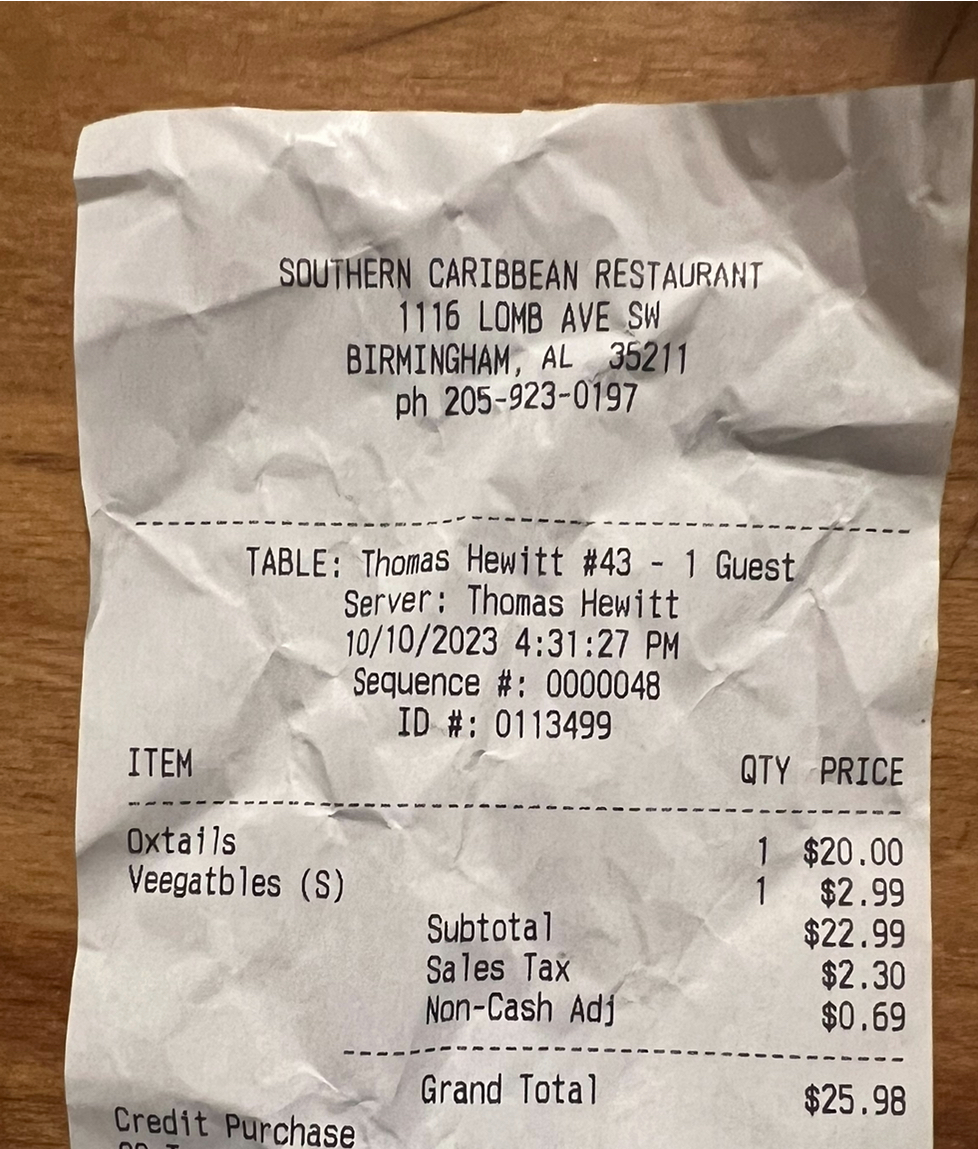 SOUTHERN CARIBBEAN RESTAURANT
1116 LOMB AVE SW
BIRMINGHAM, AL 35211
ph 205-923-0197
TABLE: Thomas Hewitt #43 - 1 Guest
Server: Thomas Hewitt
10/10/2023 4:31:27 PM
Sequence #: 0000048
ID #: 0113499
ITEM QTY PRICE
Oxtails 1 $20.00
Veegatbles (S) 1 $2.99
Subtotal $22.99
Sales Tax $2.30
Non-Cash Adj $0.69
Grand Total $25.98
Credit Purchase